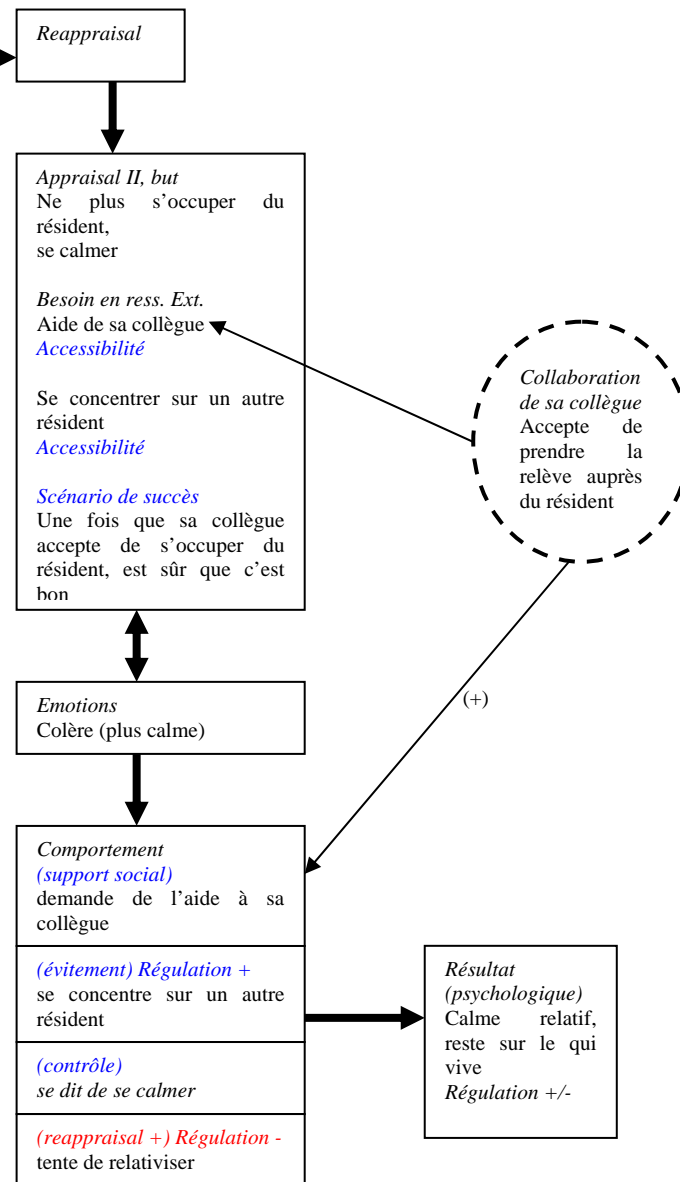 Reappraisal
Appraisal II, but
Ne plus s'occuper du
résident,
se calmer
Besoin en ress. Ext.
Aide de sa collègue
Accessibilité
Se concentrer sur un autre
résident
Accessibilité
Scénario de succès
Une fois que sa collègue
accepte de s'occuper du
résident, est sûr que c'est
bon
Collaboration
de sa collègue
Accepte de
prendre la
relève auprès
du résident
Emotions
Colère (plus calme)
(+)
Comportement
(support social)
demande de l'aide à sa
collègue
(évitement) Régulation +
se concentre sur un autre
résident
(contrôle)
se dit de se calmer
(reappraisal +) Régulation -
tente de relativiser
Résultat
(psychologique)
Calme relatif,
reste sur le qui
vive
Régulation +/-